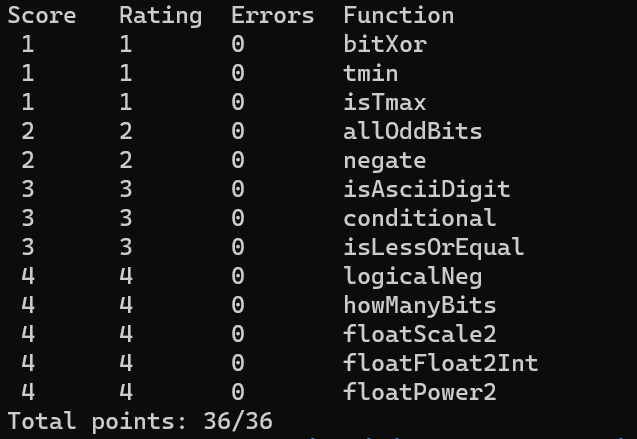 Score Rating Errors Function
1 1 0 bitXor
1 1 0 tmin
1 1 0 isTmax
2 2 0 allOddBits
2 2 0 negate
3 3 0 isAsciiDigit
3 3 0 conditional
3 3 0 isLessOrEqual
4 4 0 logicalNeg
4 4 0 howManyBits
4 4 0 floatScale2
4 4 0 floatFloat2Int
4 4 0 floatPower2
Total points: 36/36